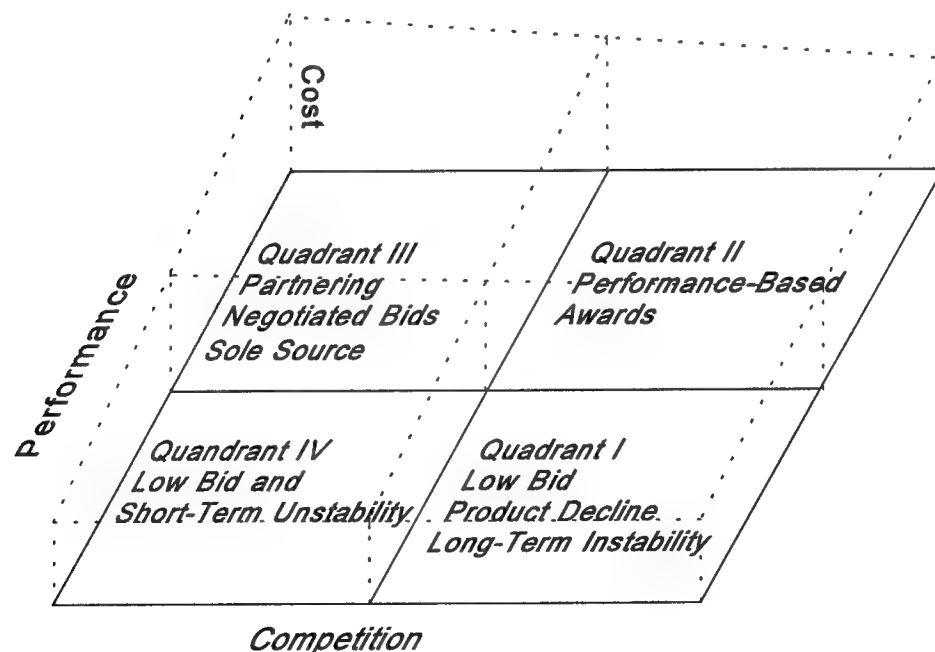 Cost
Performance
Quadrant III
Partnering
Negotiated Bids
Sole Source
Quadrant II
Performance-Based
Awards
Quandrant IV
Low Bid and
Short-Term Unstability
Quadrant I
Low Bid
Product Decline
Long-Term Instability
Competition